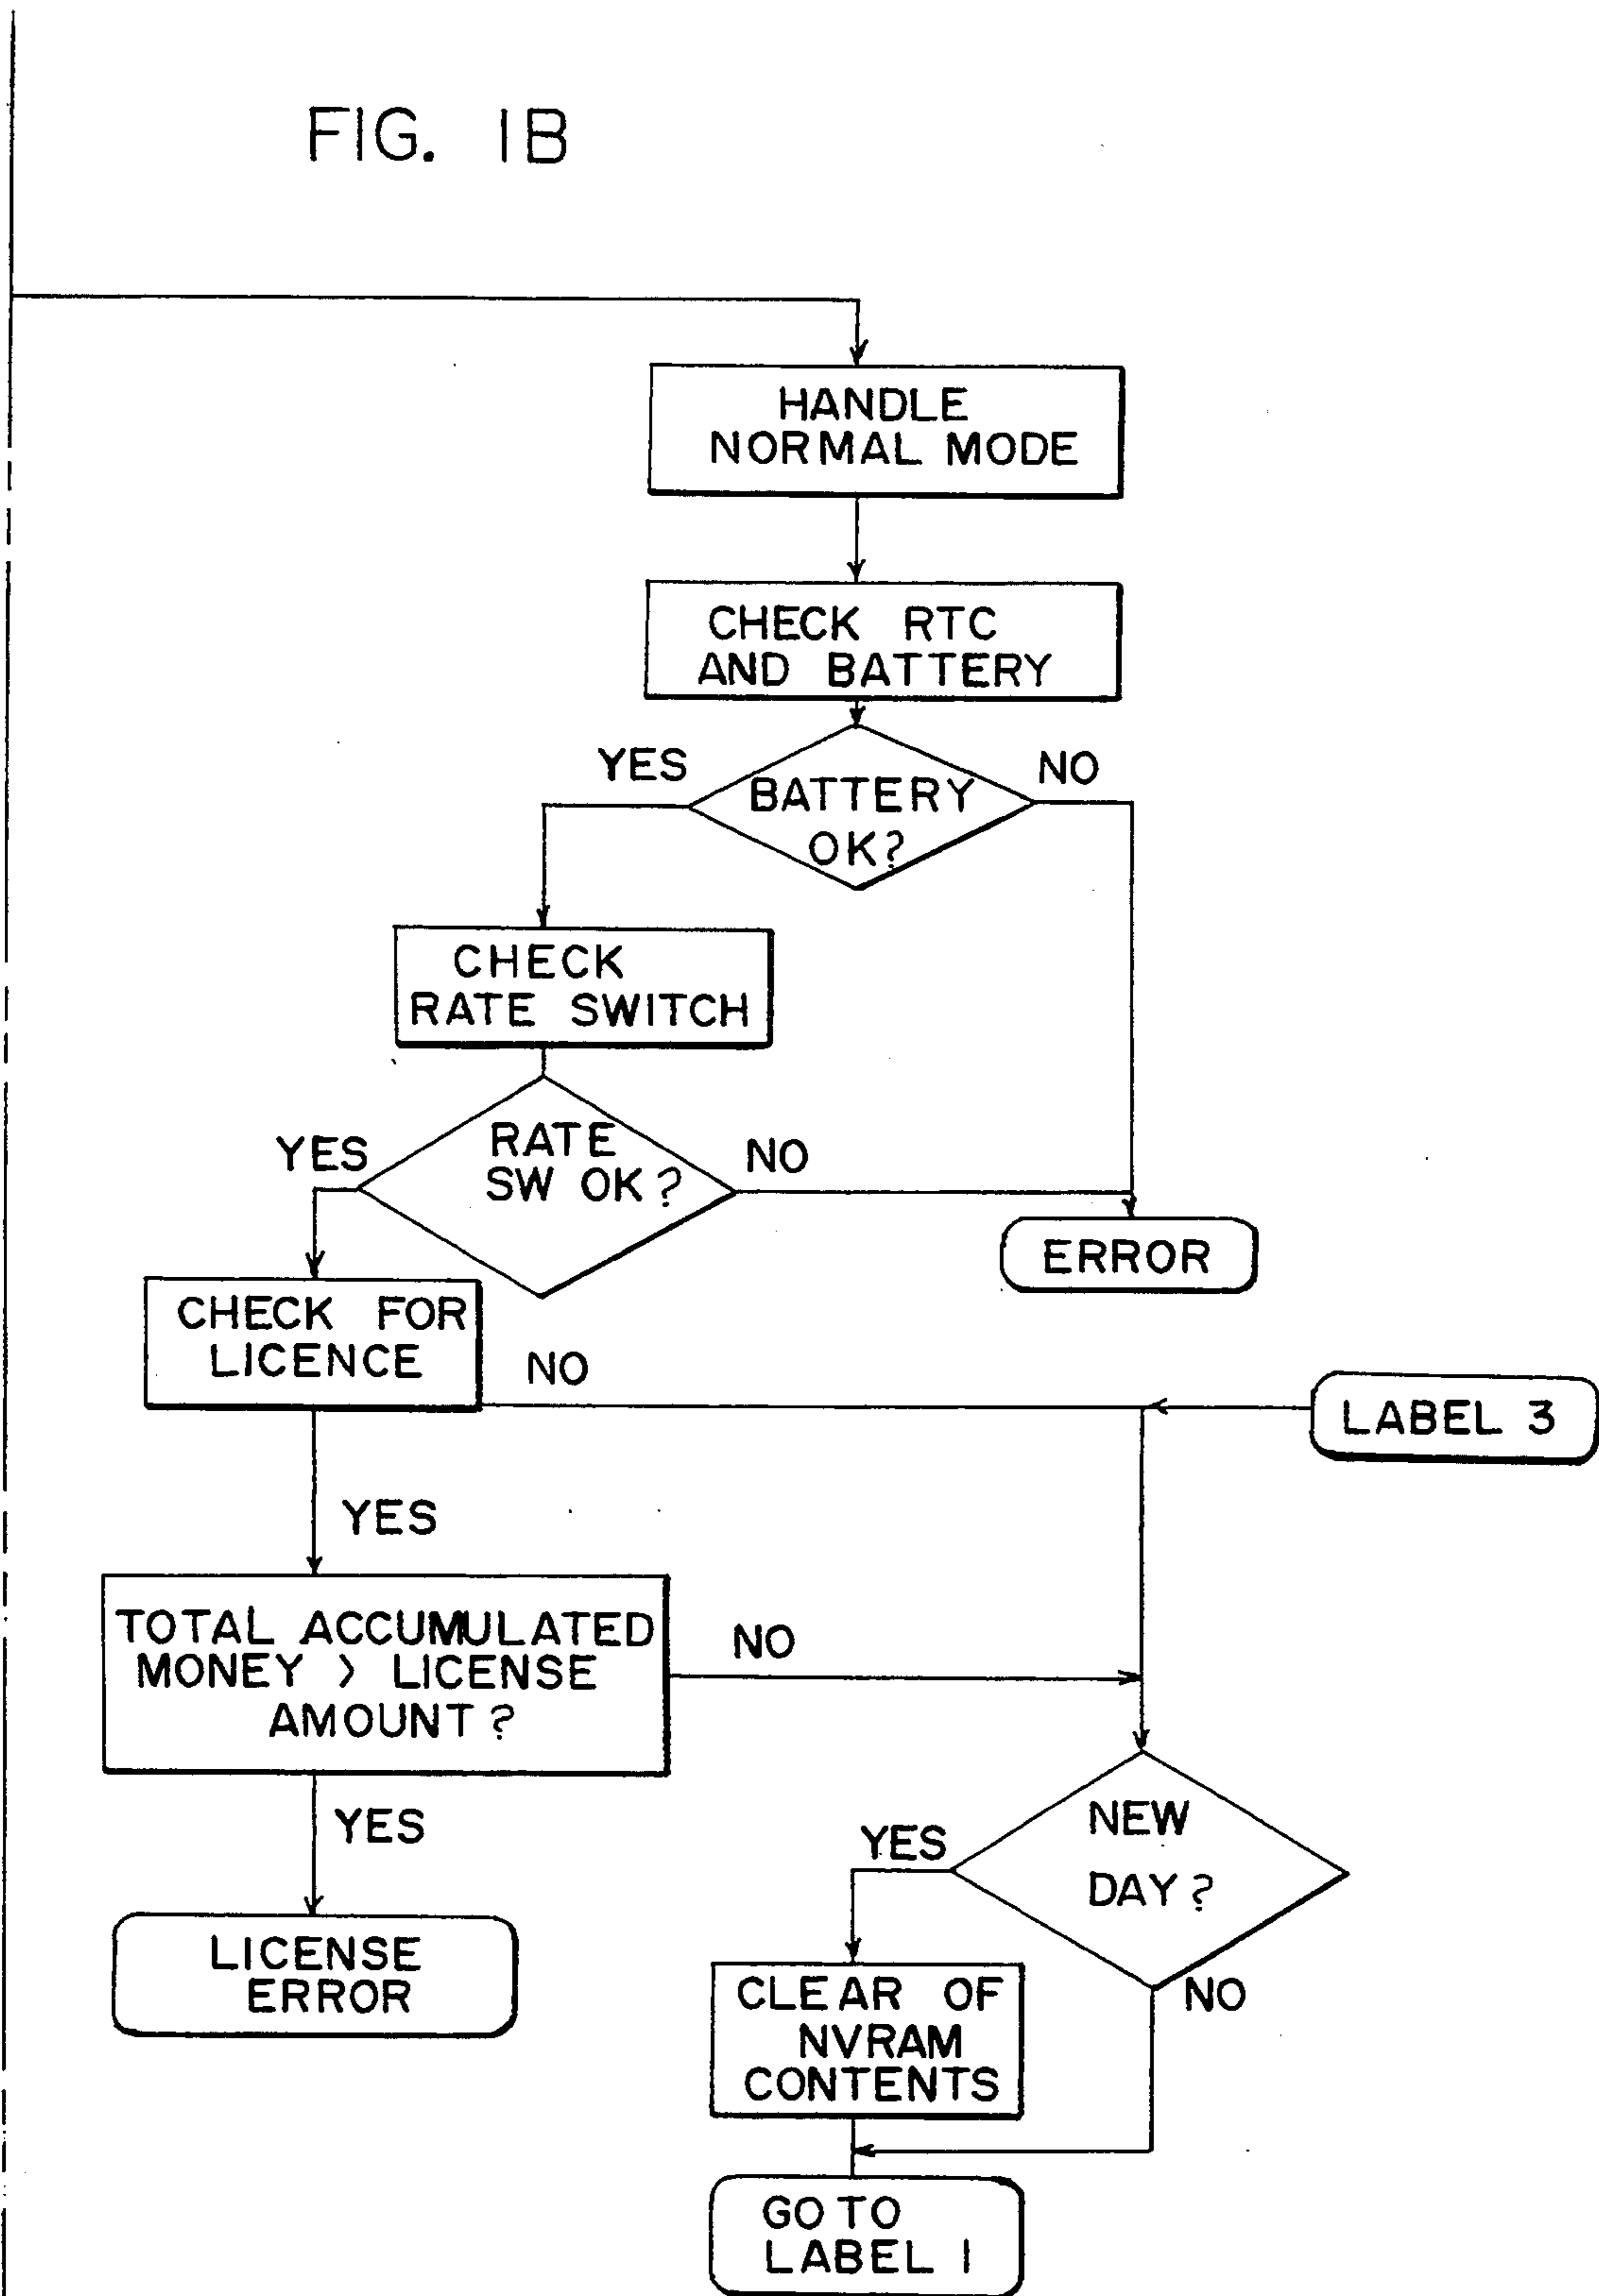 FIG. 1B
HANDLE
NORMAL MODE
CHECK RTC
AND BATTERY
YES
NO
BATTERY
OK?
CHECK
RATE SWITCH
YES
RATE
SW OK?
NO
ERROR
CHECK FOR
LICENCE
NO
LABEL 3
YES
TOTAL ACCUMULATED
MONEY > LICENSE
AMOUNT?
NO
YES
NEW
DAY?
YES
NO
LICENSE
ERROR
CLEAR OF
NVRAM
CONTENTS
GO TO
LABEL 1